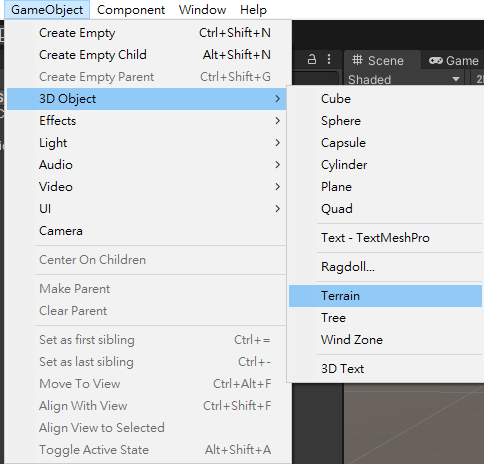 GameObject Component Window Help
Create Empty Ctrl+Shift+N
Create Empty Child Alt+Shift+N
Create Empty Parent Ctrl+Shift+G
3D Object >
Effects >
Light >
Audio >
Video >
UI >
Camera
Center On Children
Make Parent
Clear Parent
Set as first sibling Ctrl+=
Set as last sibling Ctrl+-
Move To View Ctrl+Alt+F
Align With View Ctrl+Shift+F
Align View to Selected
Toggle Active State Alt+Shift+A
Scene Game
Shaded
Cube
Sphere
Capsule
Cylinder
Plane
Quad
Text - TextMeshPro
Ragdoll...
Terrain
Tree
Wind Zone
3D Text